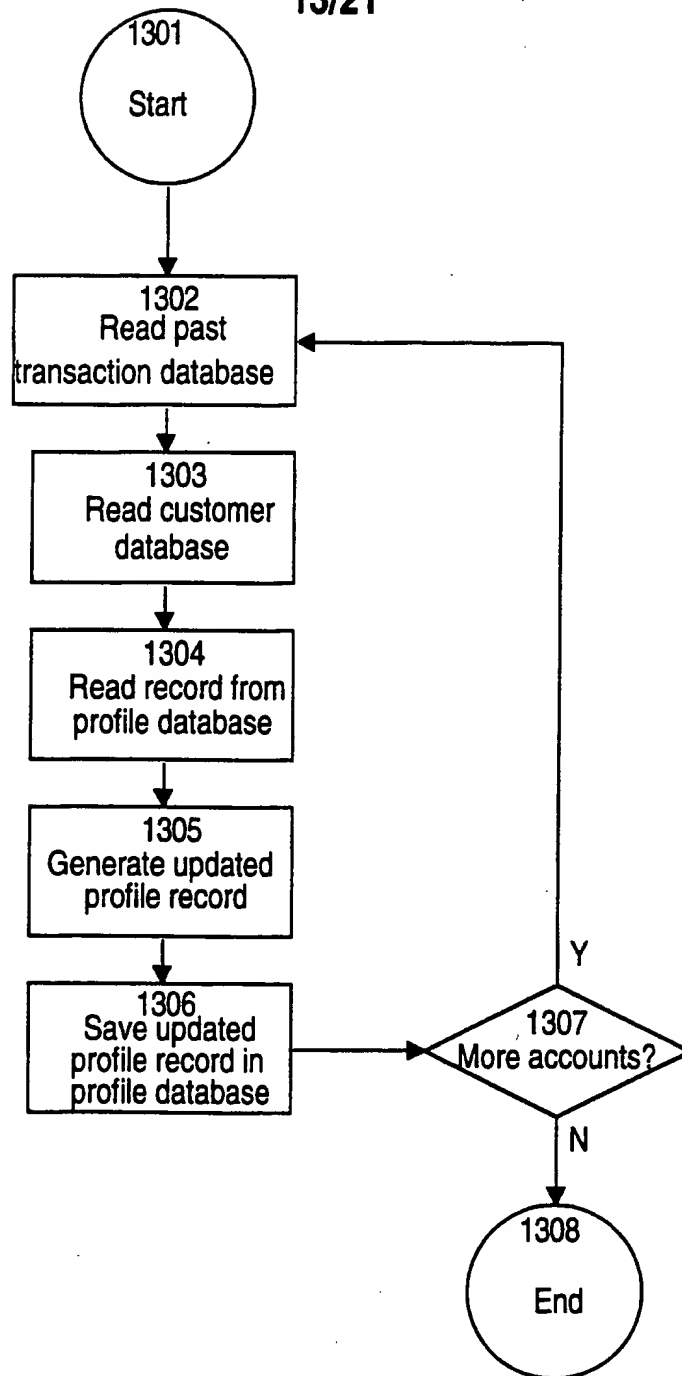 13/21
1301
Start
1302
Read past
transaction database
1303
Read customer
database
1304
Read record from
profile database
1305
Generate updated
profile record
1306
Save updated
profile record in
profile database
Y
1307
More accounts?
N
1308
End